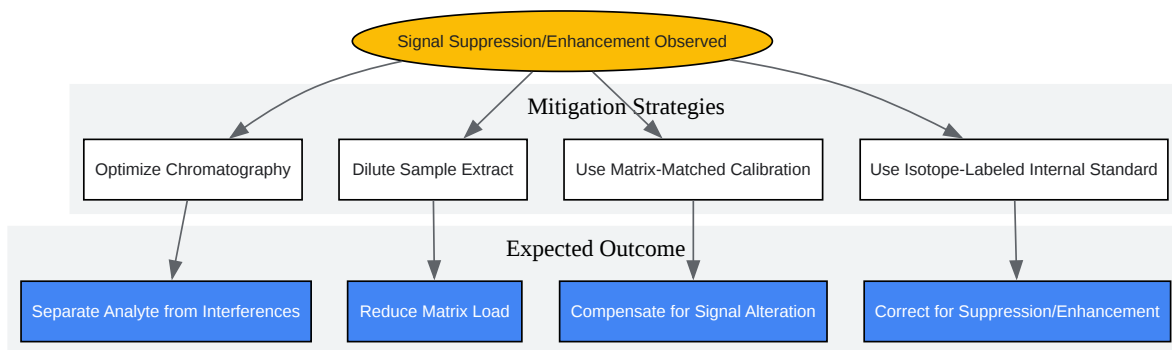 Signal Suppression/Enhancement Observed
Mitigation Strategies
Optimize Chromatography
Dilute Sample Extract
Use Matrix-Matched Calibration
Use Isotope-Labeled Internal Standard
Expected Outcome
Separate Analyte from Interferences
Reduce Matrix Load
Compensate for Signal Alteration
Correct for Suppression/Enhancement